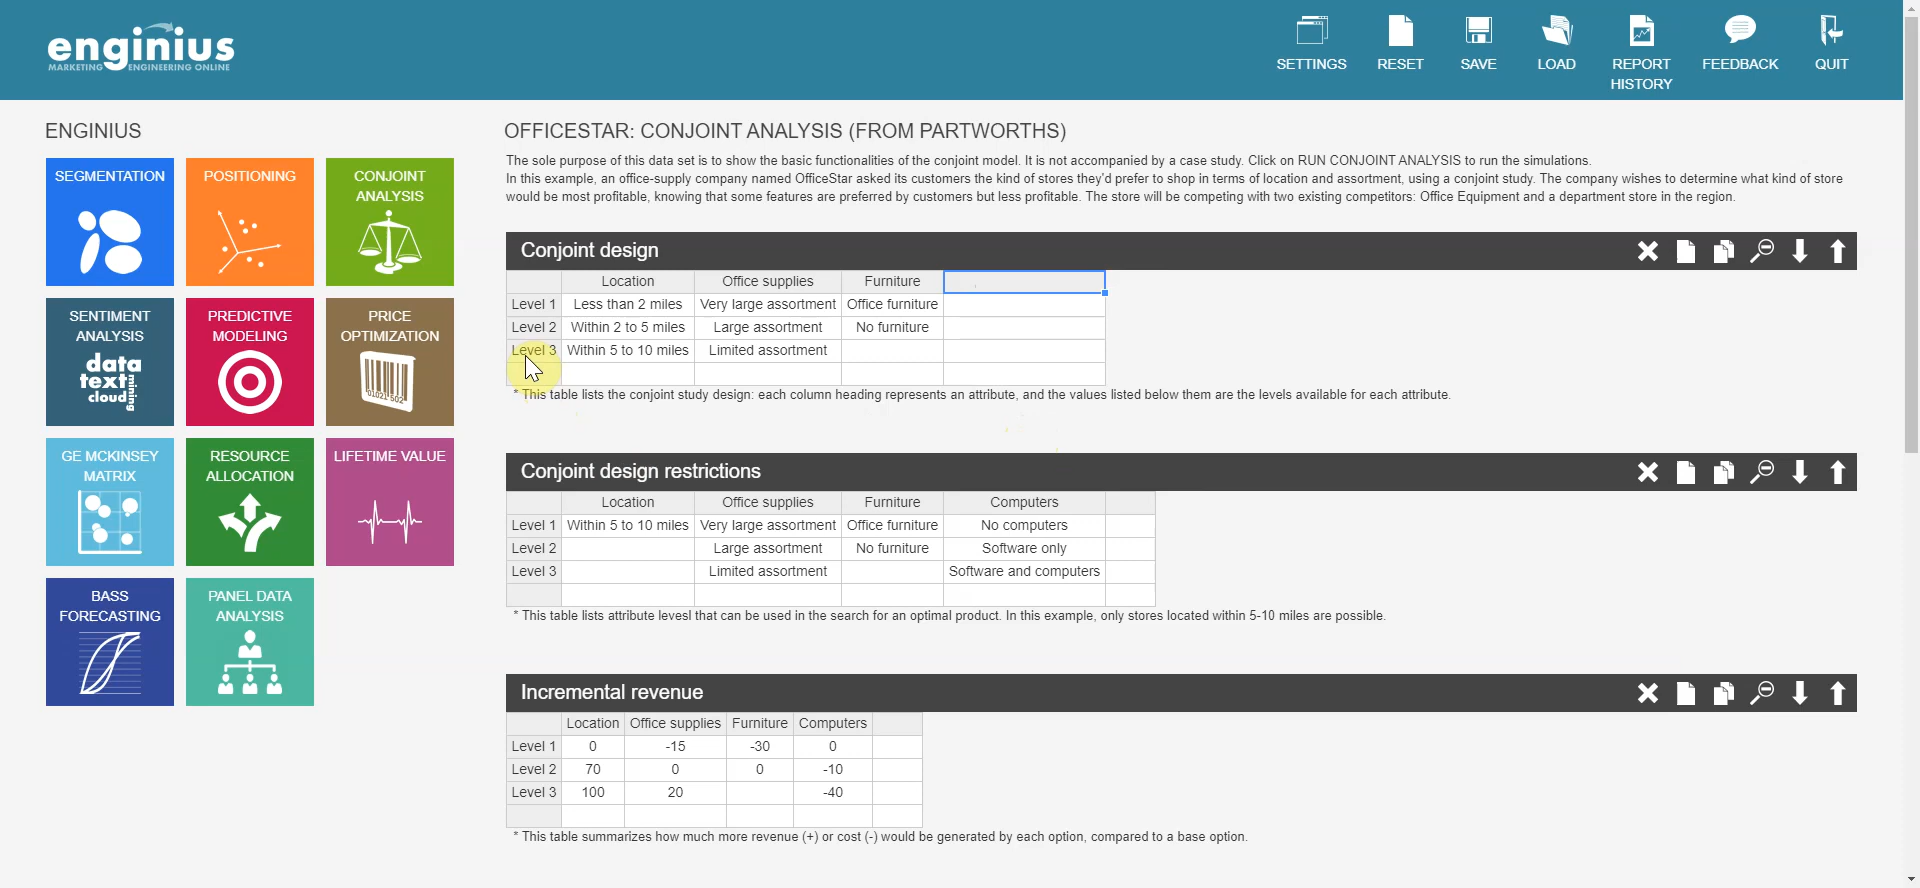 enginius
MARKETING ENGINEERING ONLINE
SETTINGS
RESET
SAVE
LOAD
REPORT
HISTORY
FEEDBACK
QUIT
ENGINIUS
SEGMENTATION
POSITIONING
CONJOINT
ANALYSIS
SENTIMENT
ANALYSIS
data
text
mining
cloud
PREDICTIVE
MODELING
PRICE
OPTIMIZATION
01021 502
GE MCKINSEY
MATRIX
RESOURCE
ALLOCATION
LIFETIME VALUE
BASS
FORECASTING
PANEL DATA
ANALYSIS
OFFICESTAR: CONJOINT ANALYSIS (FROM PARTWORTHS)
The sole purpose of this data set is to show the basic functionalities of the conjoint model. It is not accompanied by a case study. Click on RUN CONJOINT ANALYSIS to run the simulations.
In this example, an office-supply company named OfficeStar asked its customers the kind of stores they'd prefer to shop in terms of location and assortment, using a conjoint study. The company wishes to determine what kind of store
would be most profitable, knowing that some features are preferred by customers but less profitable. The store will be competing with two existing competitors: Office Equipment and a department store in the region.
Conjoint design
Location Office supplies Furniture
Level 1 Less than 2 miles Very large assortment Office furniture
Level 2 Within 2 to 5 miles Large assortment No furniture
Level 3 Within 5 to 10 miles Limited assortment
* This table lists the conjoint study design: each column heading represents an attribute, and the values listed below them are the levels available for each attribute.
Conjoint design restrictions
Location Office supplies Furniture Computers
Level 1 Within 5 to 10 miles Very large assortment Office furniture No computers
Level 2 Large assortment No furniture Software only
Level 3 Limited assortment Software and computers
* This table lists attribute levesl that can be used in the search for an optimal product. In this example, only stores located within 5-10 miles are possible.
Incremental revenue
Location Office supplies Furniture Computers
Level 1 0 -15 -30 0
Level 2 70 0 0 -10
Level 3 100 20 -40
* This table summarizes how much more revenue (+) or cost (-) would be generated by each option, compared to a base option.